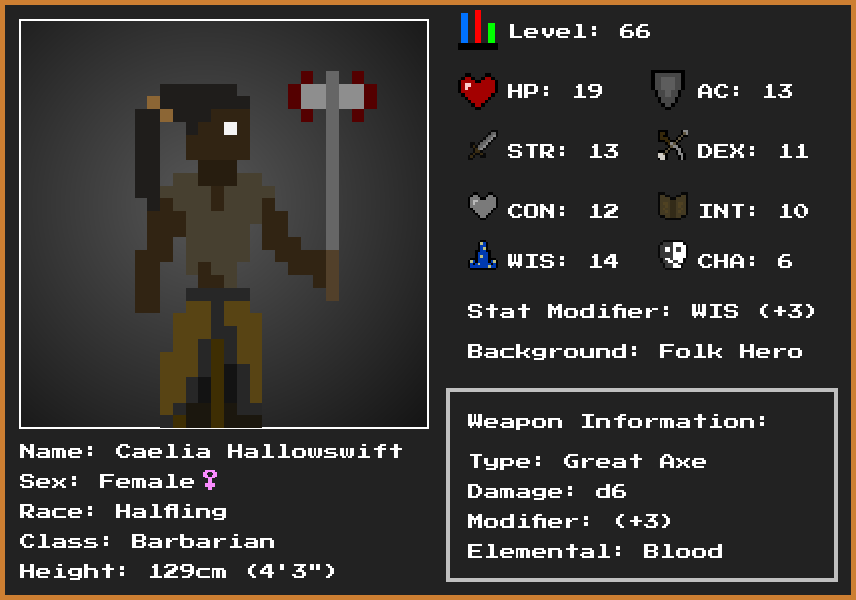 Level: 66
HP: 19
AC: 13
STR: 13
DEX: 11
CON: 12
INT: 10
WIS: 14
CHA: 6
Stat Modifier: WIS (+3)
Background: Folk Hero
Weapon Information:
Type: Great Axe
Damage: d6
Modifier: (+3)
Elemental: Blood
Name: Caelia Hallowswift
Sex: Female♀
Race: Halfling
Class: Barbarian
Height: 129cm (4'3")